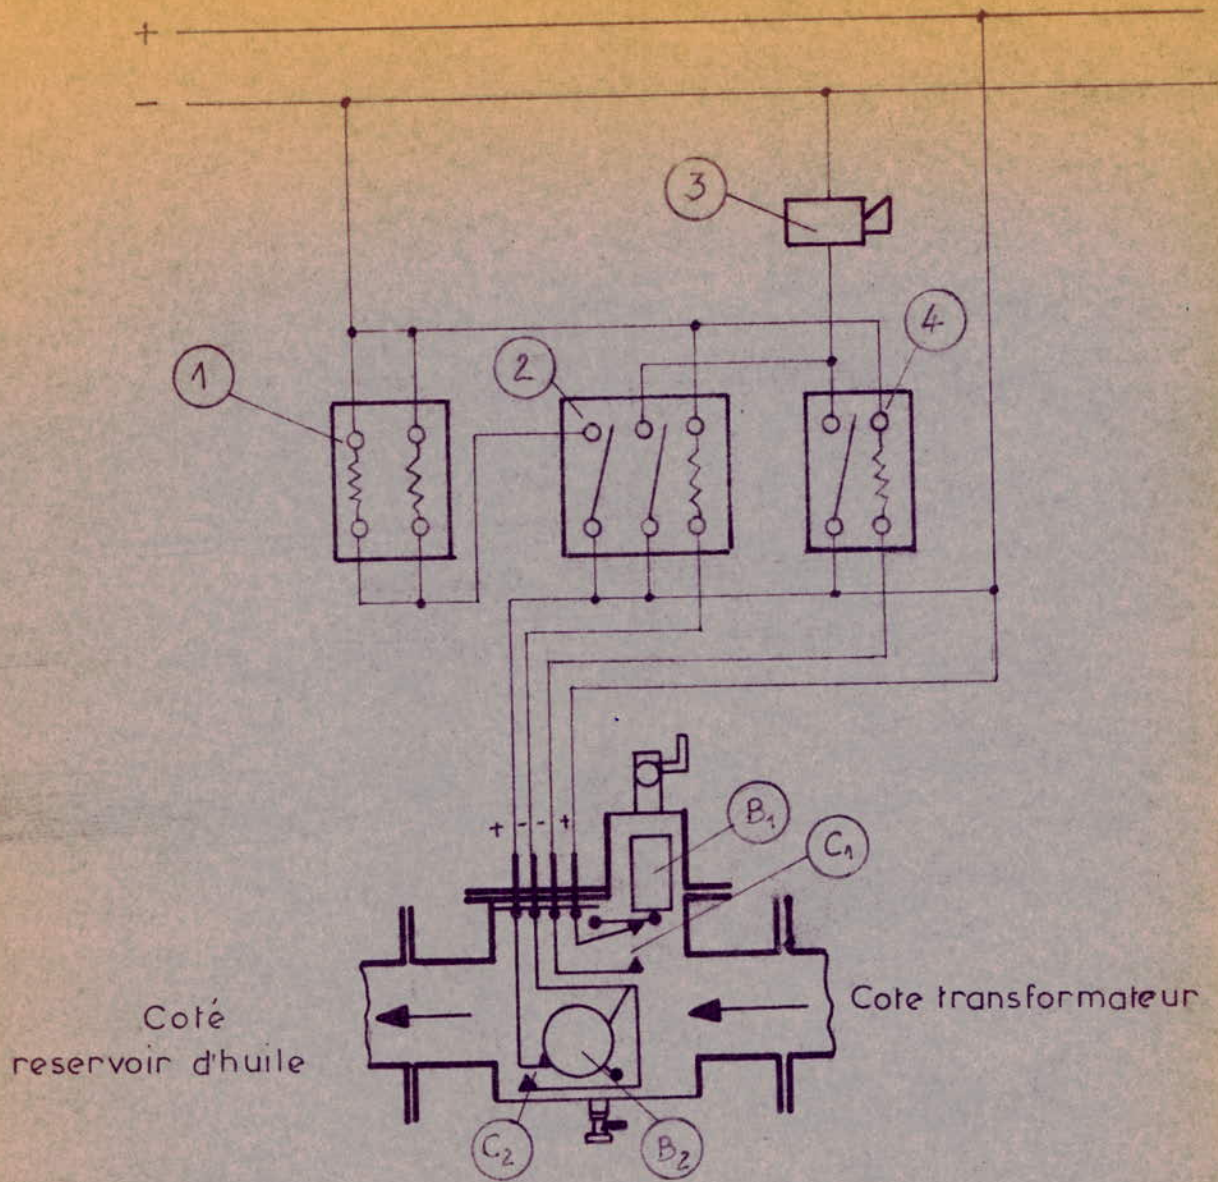 +
-
3
4
1
2
+ - - +
B₁
C₁
Coté
reservoir d'huile
Cote transformateur
C₂
B₂